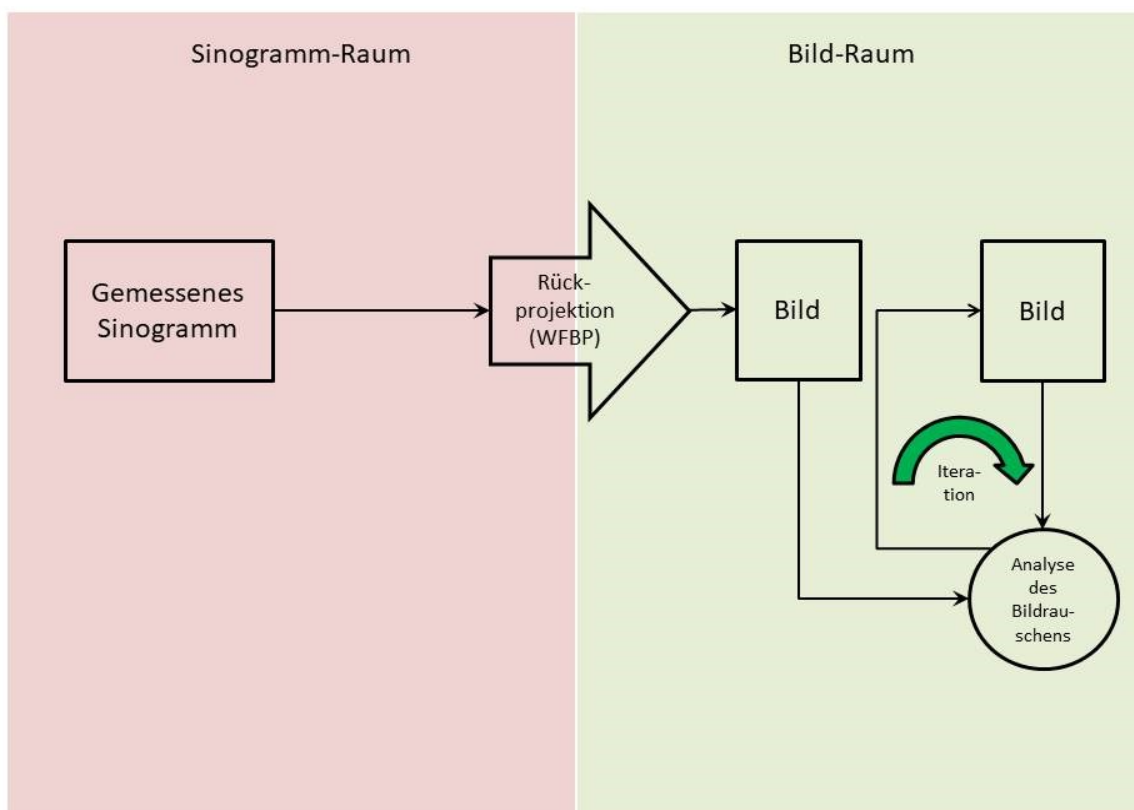 Sinogramm-Raum
Bild-Raum
Gemessenes
Sinogramm
Rück-
projektion
(WFBP)
Bild
Bild
Itera-
tion
Analyse
des
Bildrau-
schens